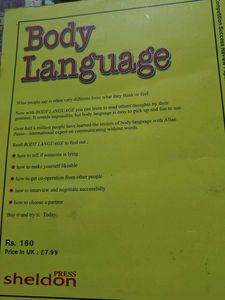 Body
Language
What people say is often very different from what they think or feel.
Now with BODY LANGUAGE you can learn to read others' thoughts by their
gestures. It sounds impossible, but body language is easy to pick up and fun to use.
Over half a million people have learned the secrets of body language with Allan
Pease—international expert on communicating without words.
Read BODY LANGUAGE to find out :
• how to tell if someone is lying
• how to make yourself likeable
• how to get co-operation from other people
• how to interview and negotiate successfully
• how to choose a partner
Buy it and try it. Today.
Rs. 160
Price in UK : £7.99
PRESS
sheldon
Competition Success Review